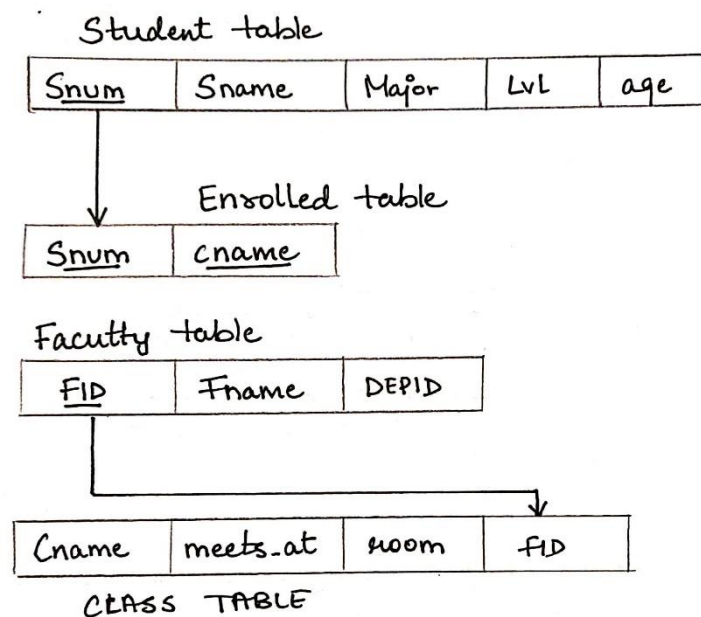 Student table
Snum Sname Major LvL age
Enrolled table
Snum cname
Facutty table
FID Fname DEPID
Cname meets_at room FID
CLASS TABLE